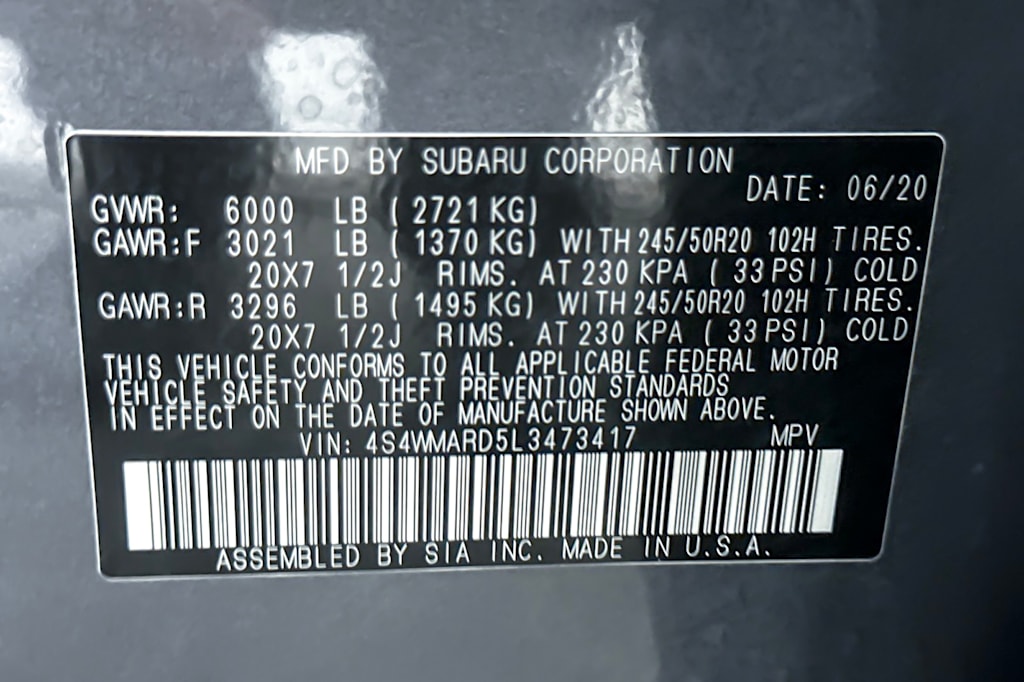 MFD BY SUBARU CORPORATION
DATE: 06/20
GVWR: 6000 LB ( 2721 KG)
GAWR:F 3021 LB ( 1370 KG) WITH 245/50R20 102H TIRES.
20X7 1/2J RIMS. AT 230 KPA ( 33 PSI) COLD
GAWR:R 3296 LB ( 1495 KG) WITH 245/50R20 102H TIRES.
20X7 1/2J RIMS. AT 230 KPA ( 33 PSI) COLD
THIS VEHICLE CONFORMS TO ALL APPLICABLE FEDERAL MOTOR
VEHICLE SAFETY AND THEFT PREVENTION STANDARDS
IN EFFECT ON THE DATE OF MANUFACTURE SHOWN ABOVE.
VIN: 4S4WMARD5L3473417 MPV
ASSEMBLED BY SIA INC. MADE IN U.S.A.